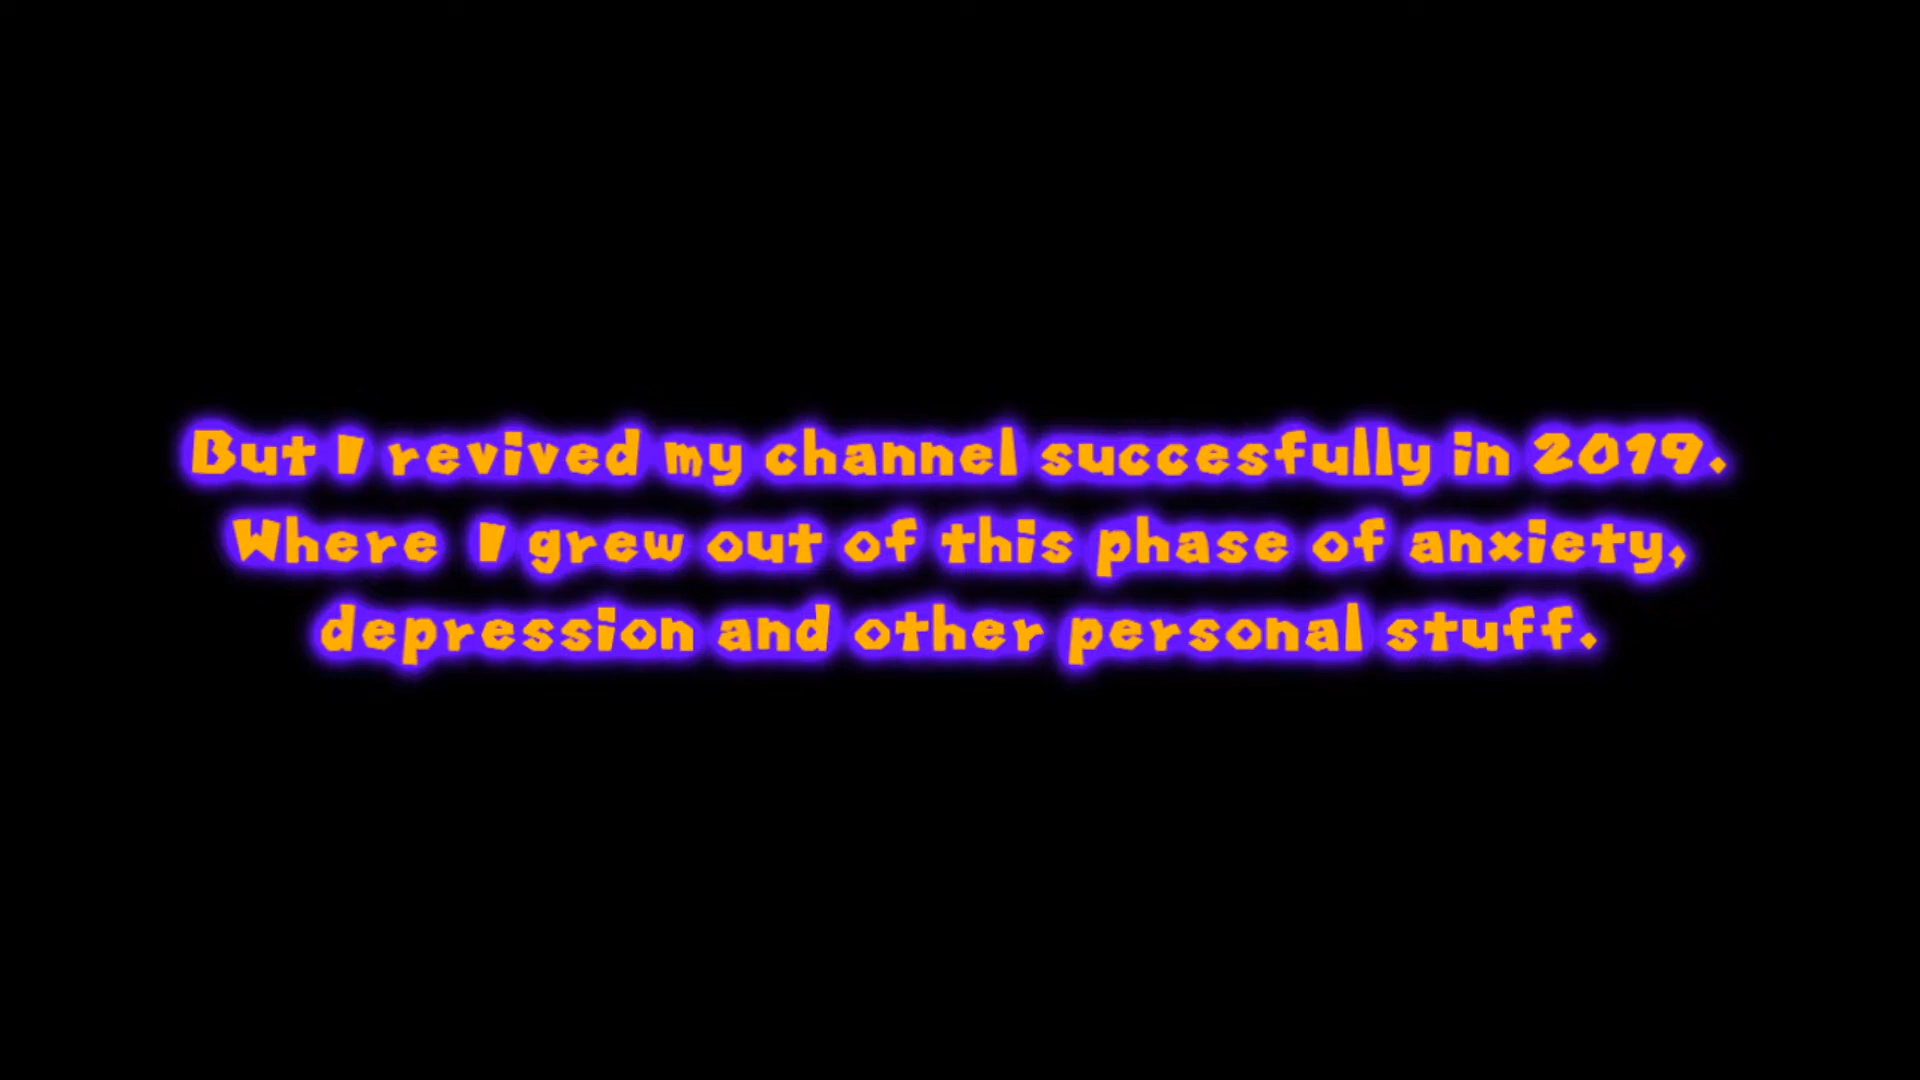 But I revived my channel succesfully in 2019.
Where I grew out of this phase of anxiety,
depression and other personal stuff.